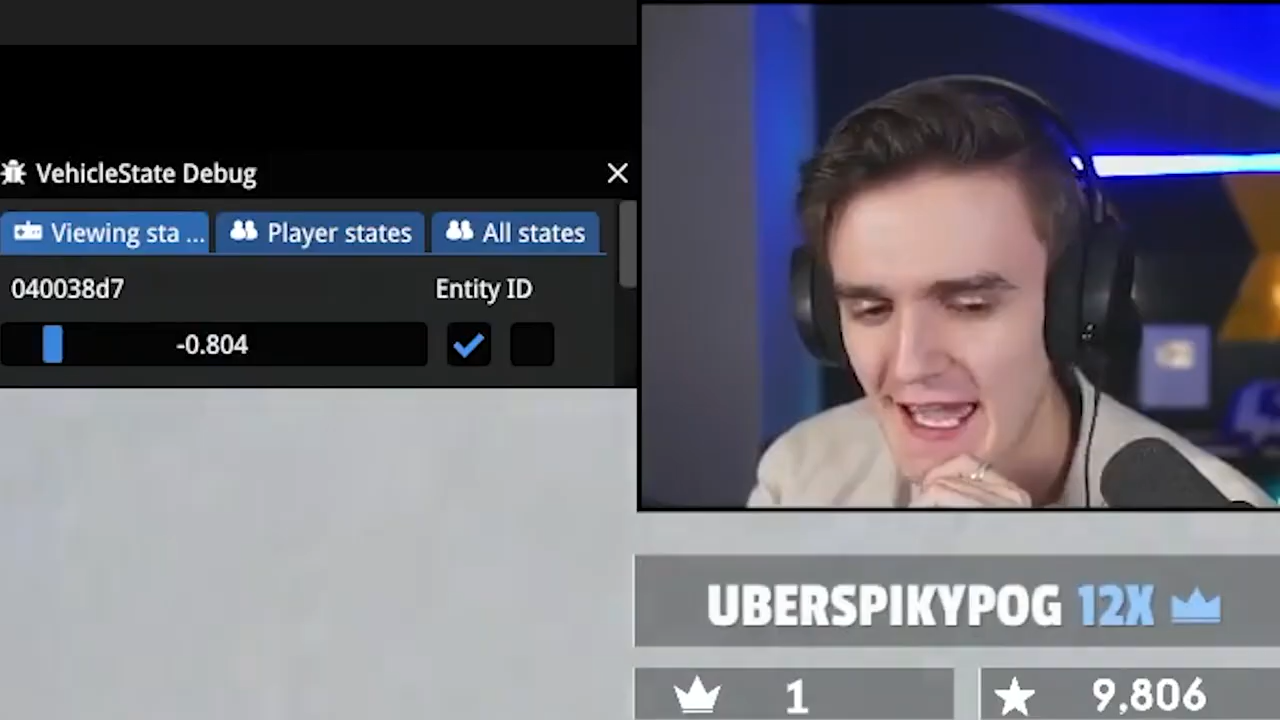 VehicleState Debug
Viewing sta ...
Player states
All states
040038d7
Entity ID
-0.804
UBERSPIKYPOG 12X
1
9,806